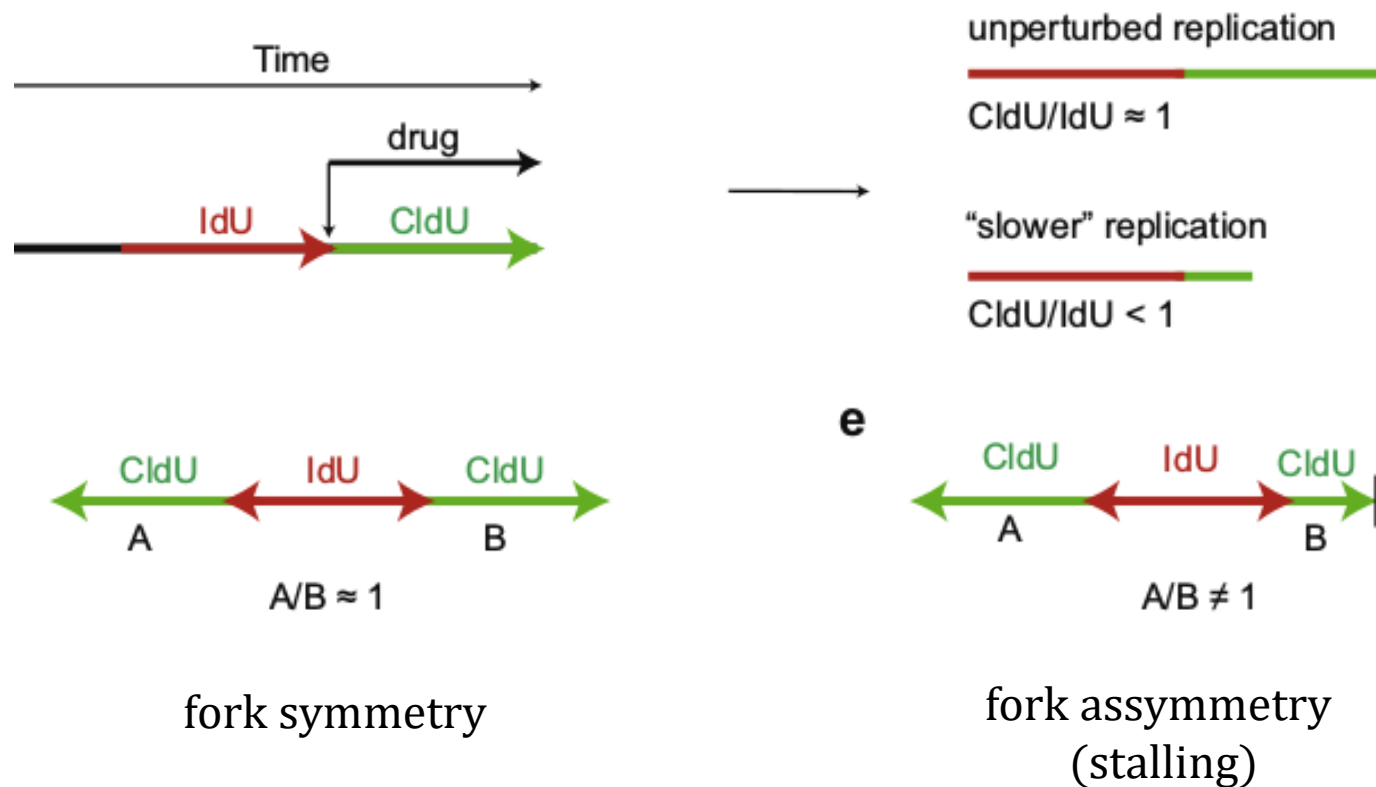 Time
drug
IdU CldU
unperturbed replication
CldU/IdU ≈ 1
"slower" replication
CldU/IdU < 1
CldU IdU CldU
A B
A/B ≈ 1
fork symmetry
e
CldU IdU CldU
A B
A/B ≠ 1
fork assymmetry
(stalling)